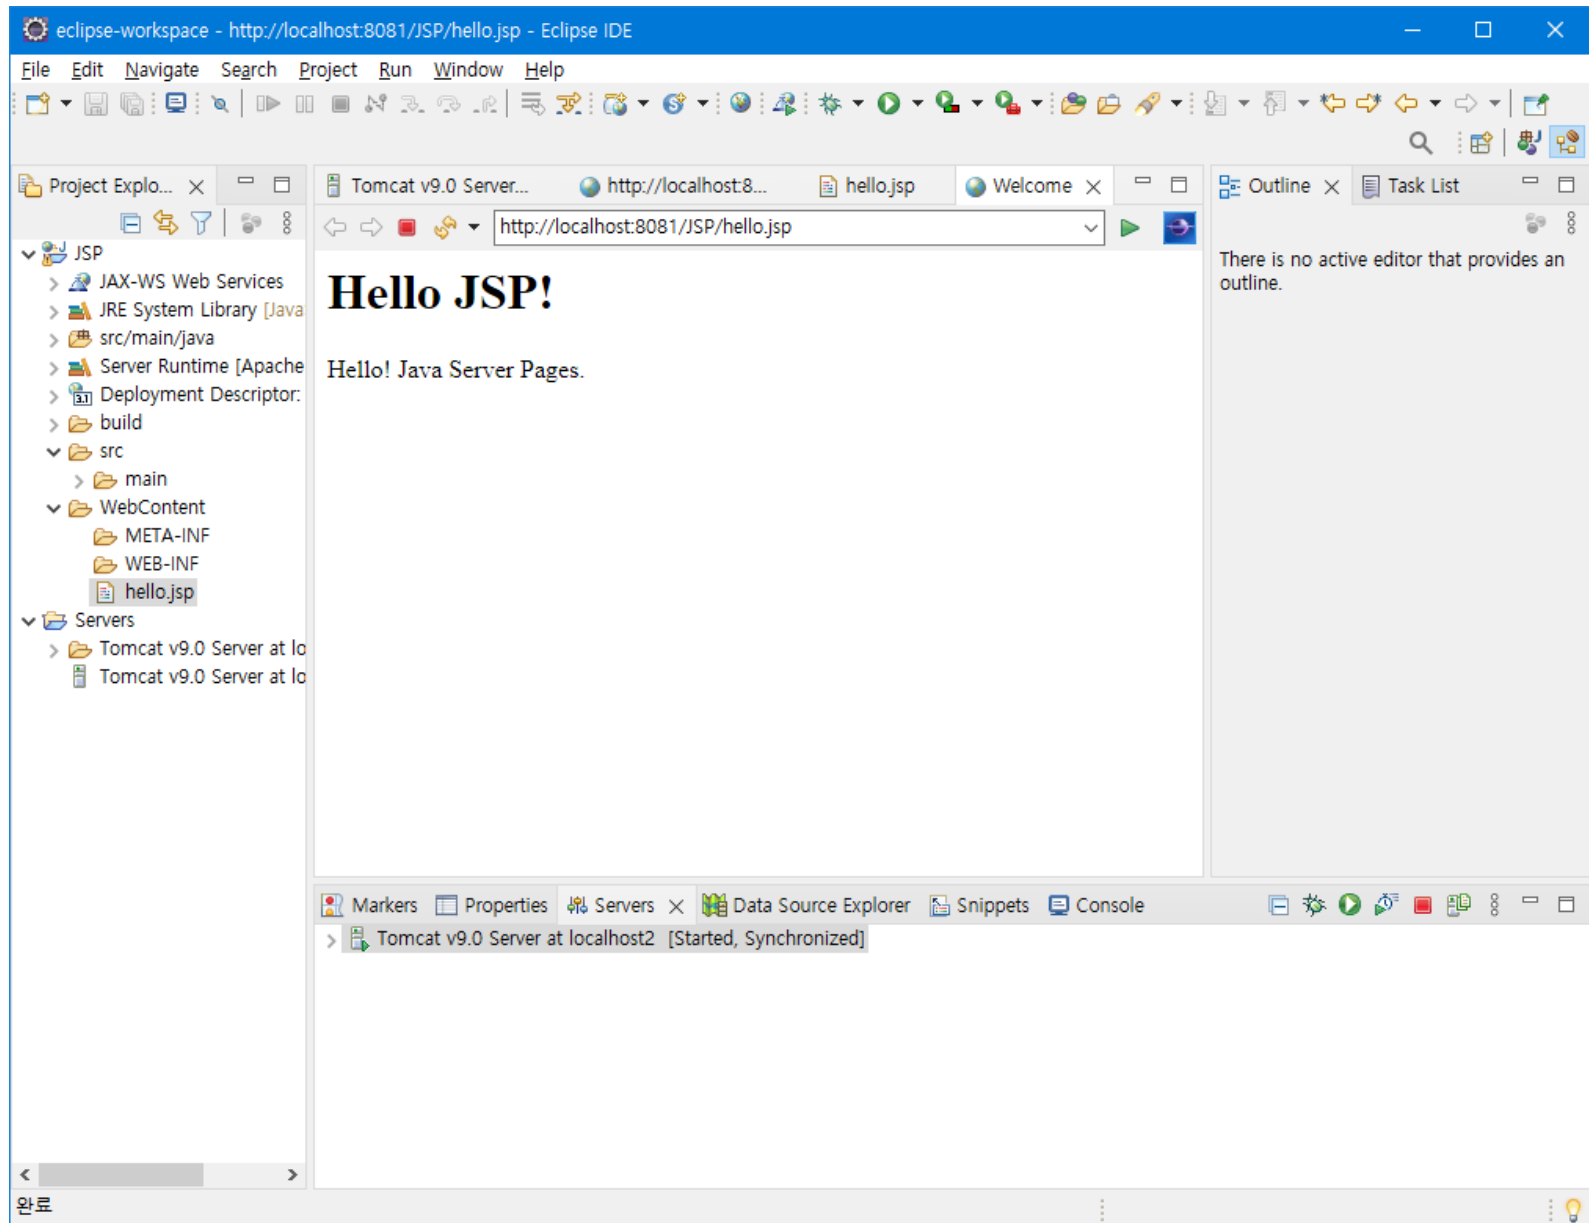 eclipse-workspace - http://localhost:8081/JSP/hello.jsp - Eclipse IDE
File Edit Navigate Search Project Run Window Help
Project Explo...
JSP
JAX-WS Web Services
JRE System Library [Java
src/main/java
Server Runtime [Apache
3.1 Deployment Descriptor:
build
src
main
WebContent
META-INF
WEB-INF
hello.jsp
Servers
Tomcat v9.0 Server at lo
Tomcat v9.0 Server at lo
Tomcat v9.0 Server... http://localhost:8... hello.jsp Welcome
http://localhost:8081/JSP/hello.jsp
Hello JSP!
Hello! Java Server Pages.
Outline Task List
There is no active editor that provides an
outline.
Markers Properties Servers Data Source Explorer Snippets Console
Tomcat v9.0 Server at localhost2 [Started, Synchronized]
완료